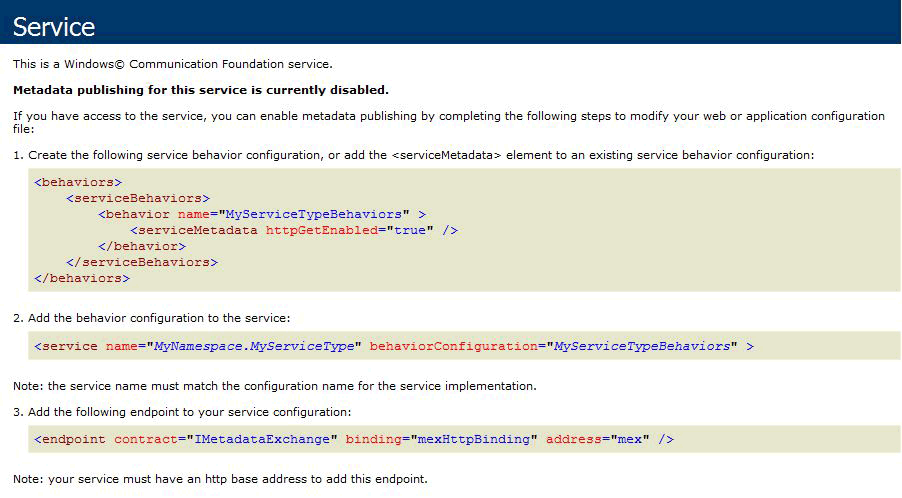 Service
This is a Windows© Communication Foundation service.
Metadata publishing for this service is currently disabled.
If you have access to the service, you can enable metadata publishing by completing the following steps to modify your web or application configuration
file:
1. Create the following service behavior configuration, or add the <serviceMetadata> element to an existing service behavior configuration:
<behaviors>
<serviceBehaviors>
<behavior name="MyServiceTypeBehaviors" >
<serviceMetadata httpGetEnabled="true" />
</behavior>
</serviceBehaviors>
</behaviors>
2. Add the behavior configuration to the service:
<service name="MyNamespace.MyServiceType" behaviorConfiguration="MyServiceTypeBehaviors" >
Note: the service name must match the configuration name for the service implementation.
3. Add the following endpoint to your service configuration:
<endpoint contract="IMetadataExchange" binding="mexHttpBinding" address="mex" />
Note: your service must have an http base address to add this endpoint.